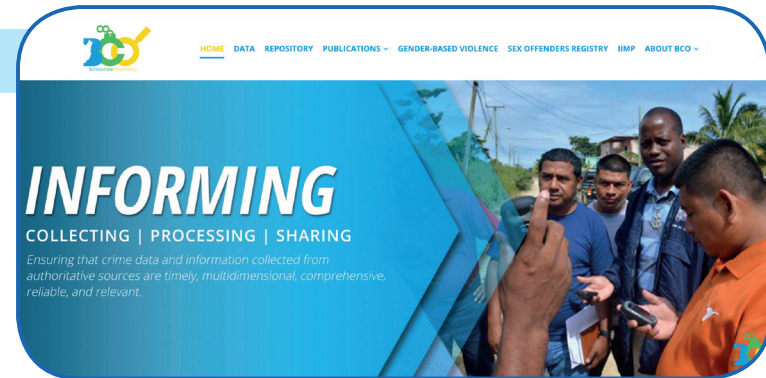 HOME DATA REPOSITORY PUBLICATIONS GENDER-BASED VIOLENCE SEX OFFENDERS REGISTRY IIMP ABOUT BCO
INFORMING
COLLECTING | PROCESSING | SHARING
Ensuring that crime data and information collected from
authoritative sources are timely, multidimensional, comprehensive,
reliable, and relevant.